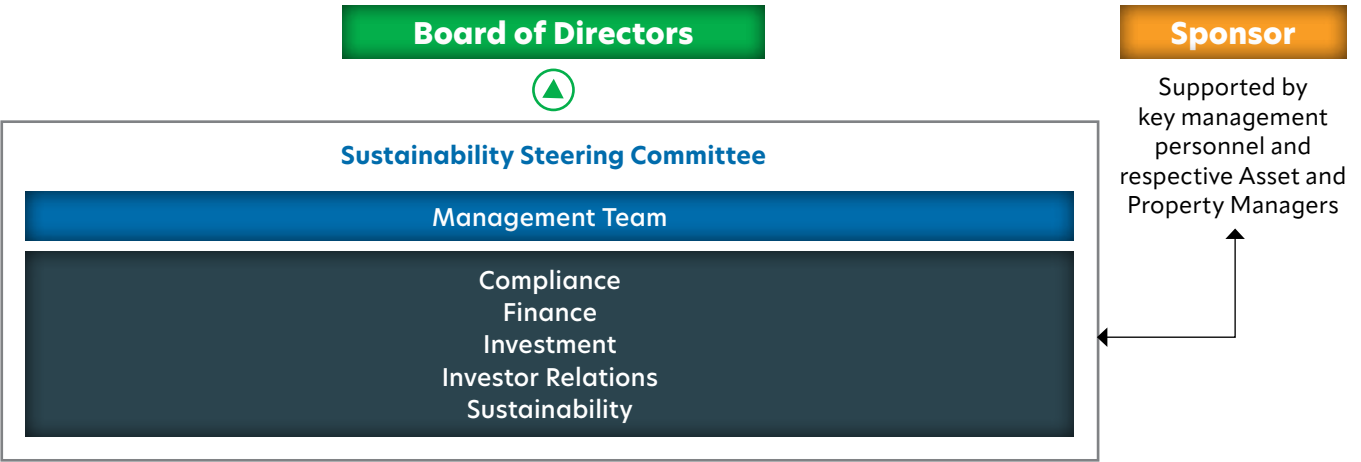 Board of Directors
Sustainability Steering Committee
Management Team
Compliance
Finance
Investment
Investor Relations
Sustainability
Sponsor
Supported by
key management
personnel and
respective Asset and
Property Managers